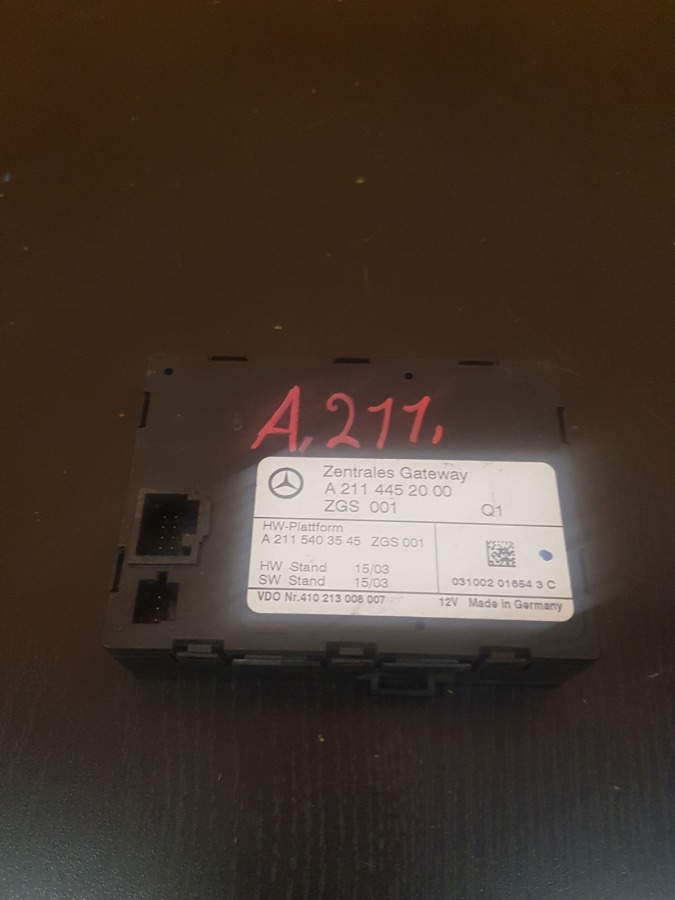 A, 211,
Zentrales Gateway
A 211 445 20 00
ZGS 001 Q1
HW-Plattform
A 211 540 35 45 ZGS 001
HW Stand 15/03
SW Stand 15/03
031002 01654 3 C
VDO Nr.410 213 008 007 12V Made in Germany